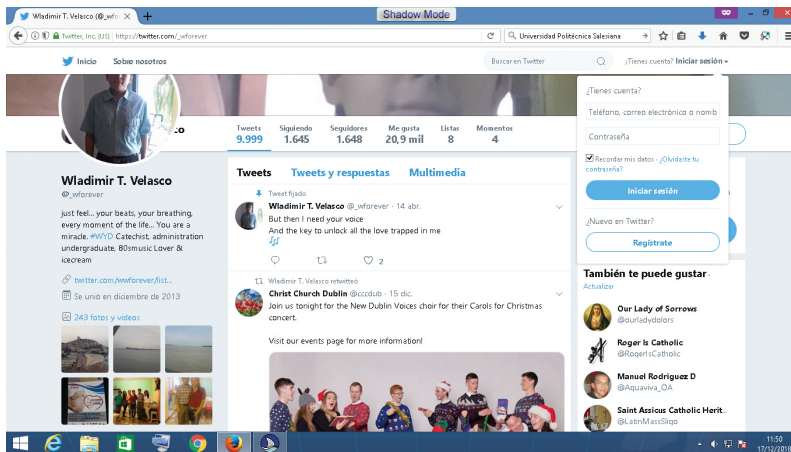 Wladimir T. Velasco (@_wfor
Shadow Mode
Twitter, Inc. (US)
https://twitter.com/_wforever
Universidad Politécnica Salesiana
Inicio
Sobre nosotros
Buscar en Twitter
¿Tienes cuenta? Iniciar sesión
¿Tienes cuenta?
Teléfono, correo electrónico o nomb
Contraseña
Recordar mis datos · ¿Olvidaste tu
contraseña?
Iniciar sesión
¿Nuevo en Twitter?
Regístrate
Tweets
9.999
Siguiendo
1.645
Seguidores
1.648
Me gusta
20,9 mil
Listas
8
Momentos
4
Wladimir T. Velasco
@_wforever
just feel... your beats, your breathing,
every moment of the life... You are a
miracle. #WYD Catechist, administration
undergraduate, 80smusic Lover &
icecream
twitter.com/wwforever/list...
Se unió en diciembre de 2013
243 fotos y videos
Tweets
Tweets y respuestas
Multimedia
Tweet fijado
Wladimir T. Velasco @_wforever · 14 abr.
But then I need your voice
And the key to unlock all the love trapped in me
2
Wladimir T. Velasco retwitteó
Christ Church Dublin @cccdub · 15 dic.
Join us tonight for the New Dublin Voices choir for their Carols for Christmas
concert.
Visit our events page for more information!
También te puede gustar ·
Actualizar
Our Lady of Sorrows
@ourladydolors
Roger Is Catholic
@RogerIsCatholic
Manuel Rodriguez D
@Aquaviva_OA
Saint Assicus Catholic Herit...
@LatinMassSligo
11:50
17/12/2018